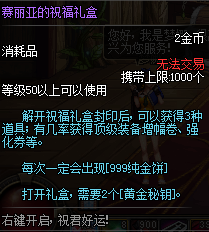 赛丽亚的祝福礼盒
2金币
消耗品
无法交易
携带上限1000个
等级50以上可以使用
解开祝福礼盒封印后,可以获得3种
道具;有几率获得顶级装备增幅卷、强
化券等。
每次一定会出现[999纯金饼]
打开礼盒,需要2个[黄金秘钥]。
右键开启,祝君好运!